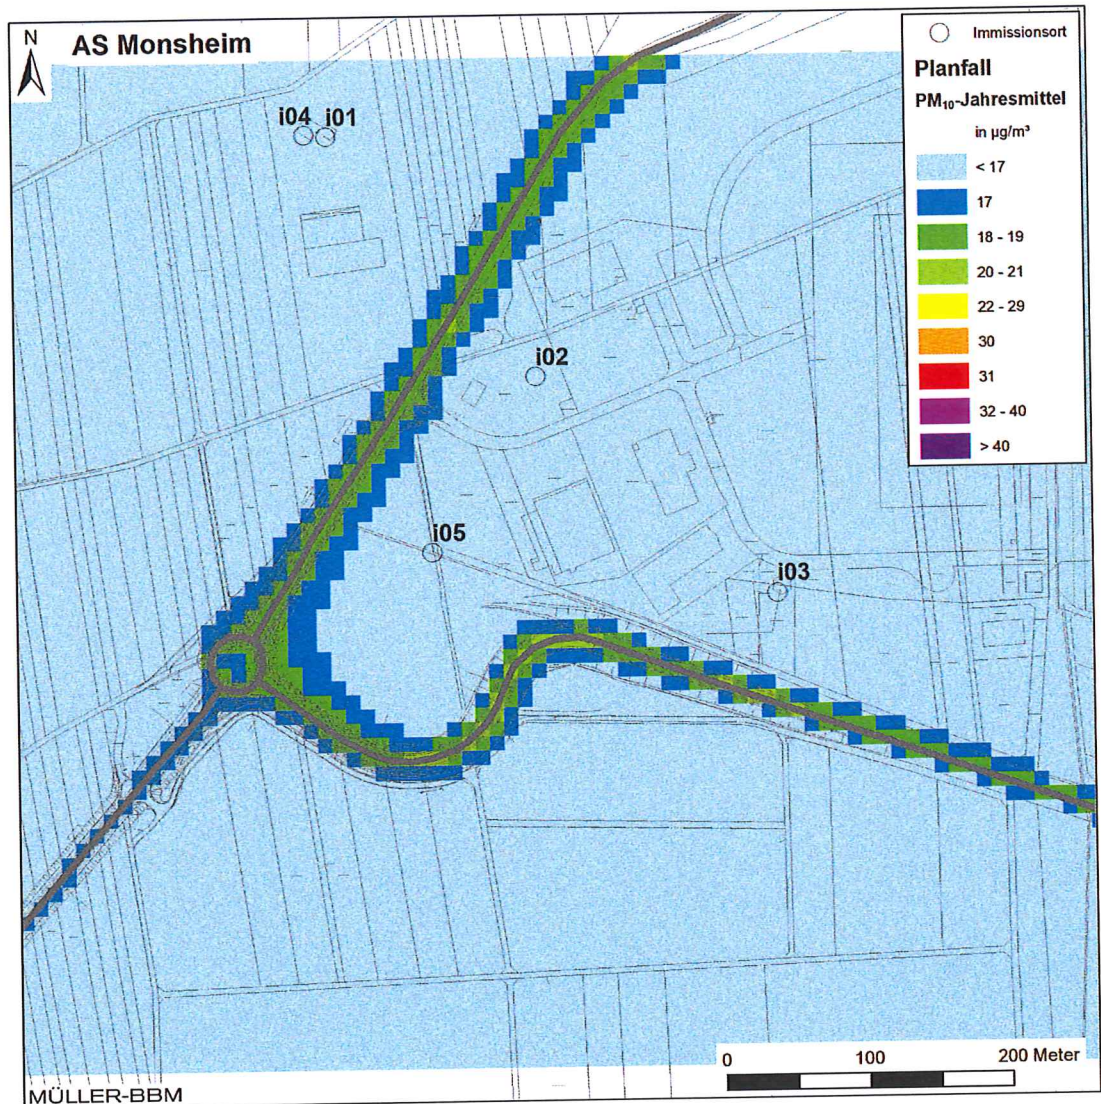 N
AS Monsheim
Immissionsort
Planfall
PM₁₀-Jahresmittel
in µg/m³
< 17
17
18 - 19
20 - 21
22 - 29
30
31
32 - 40
> 40
i04 i01
i02
i05
i03
0 100 200 Meter
MÜLLER-BBM